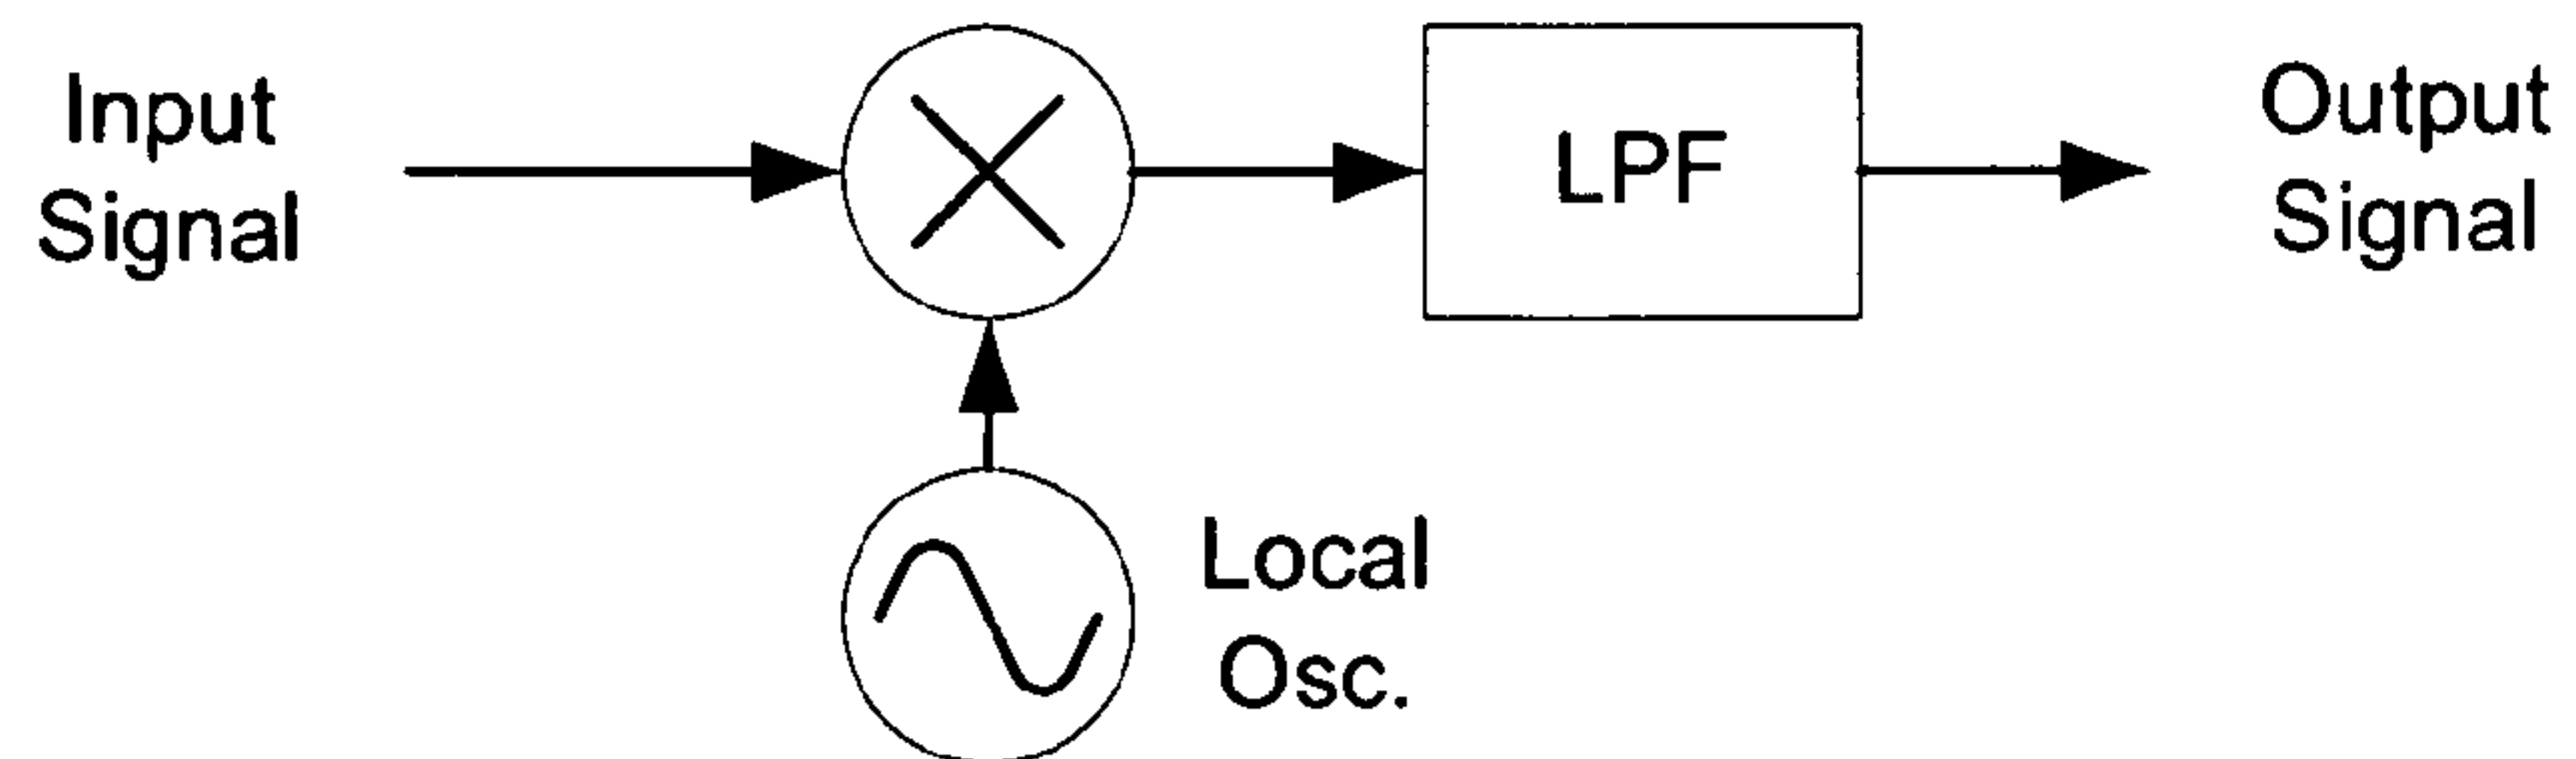 Input
Signal
LPF
Output
Signal
Local
Osc.